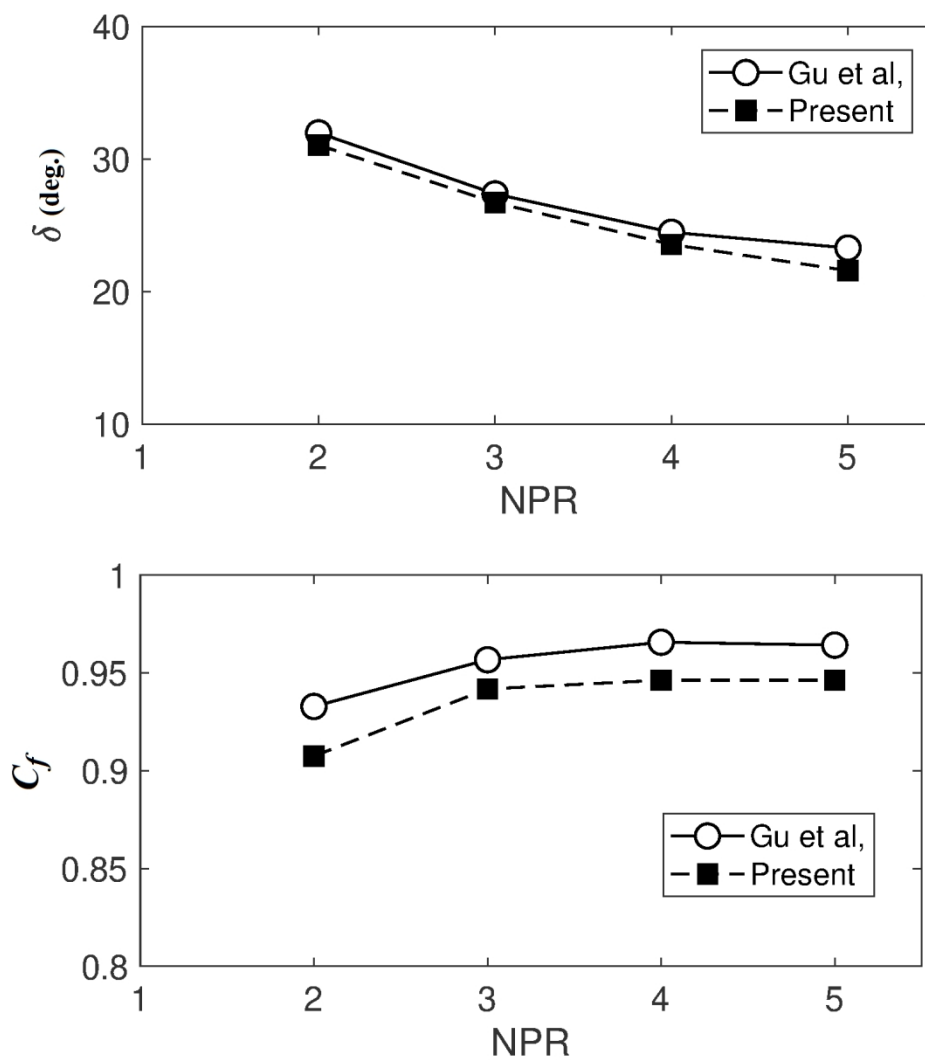 40
30
20
10
δ (deg.)
1 2 3 4 5
NPR
Gu et al,
Present
1
0.95
0.9
0.85
0.8
C_f
1 2 3 4 5
NPR
Gu et al,
Present